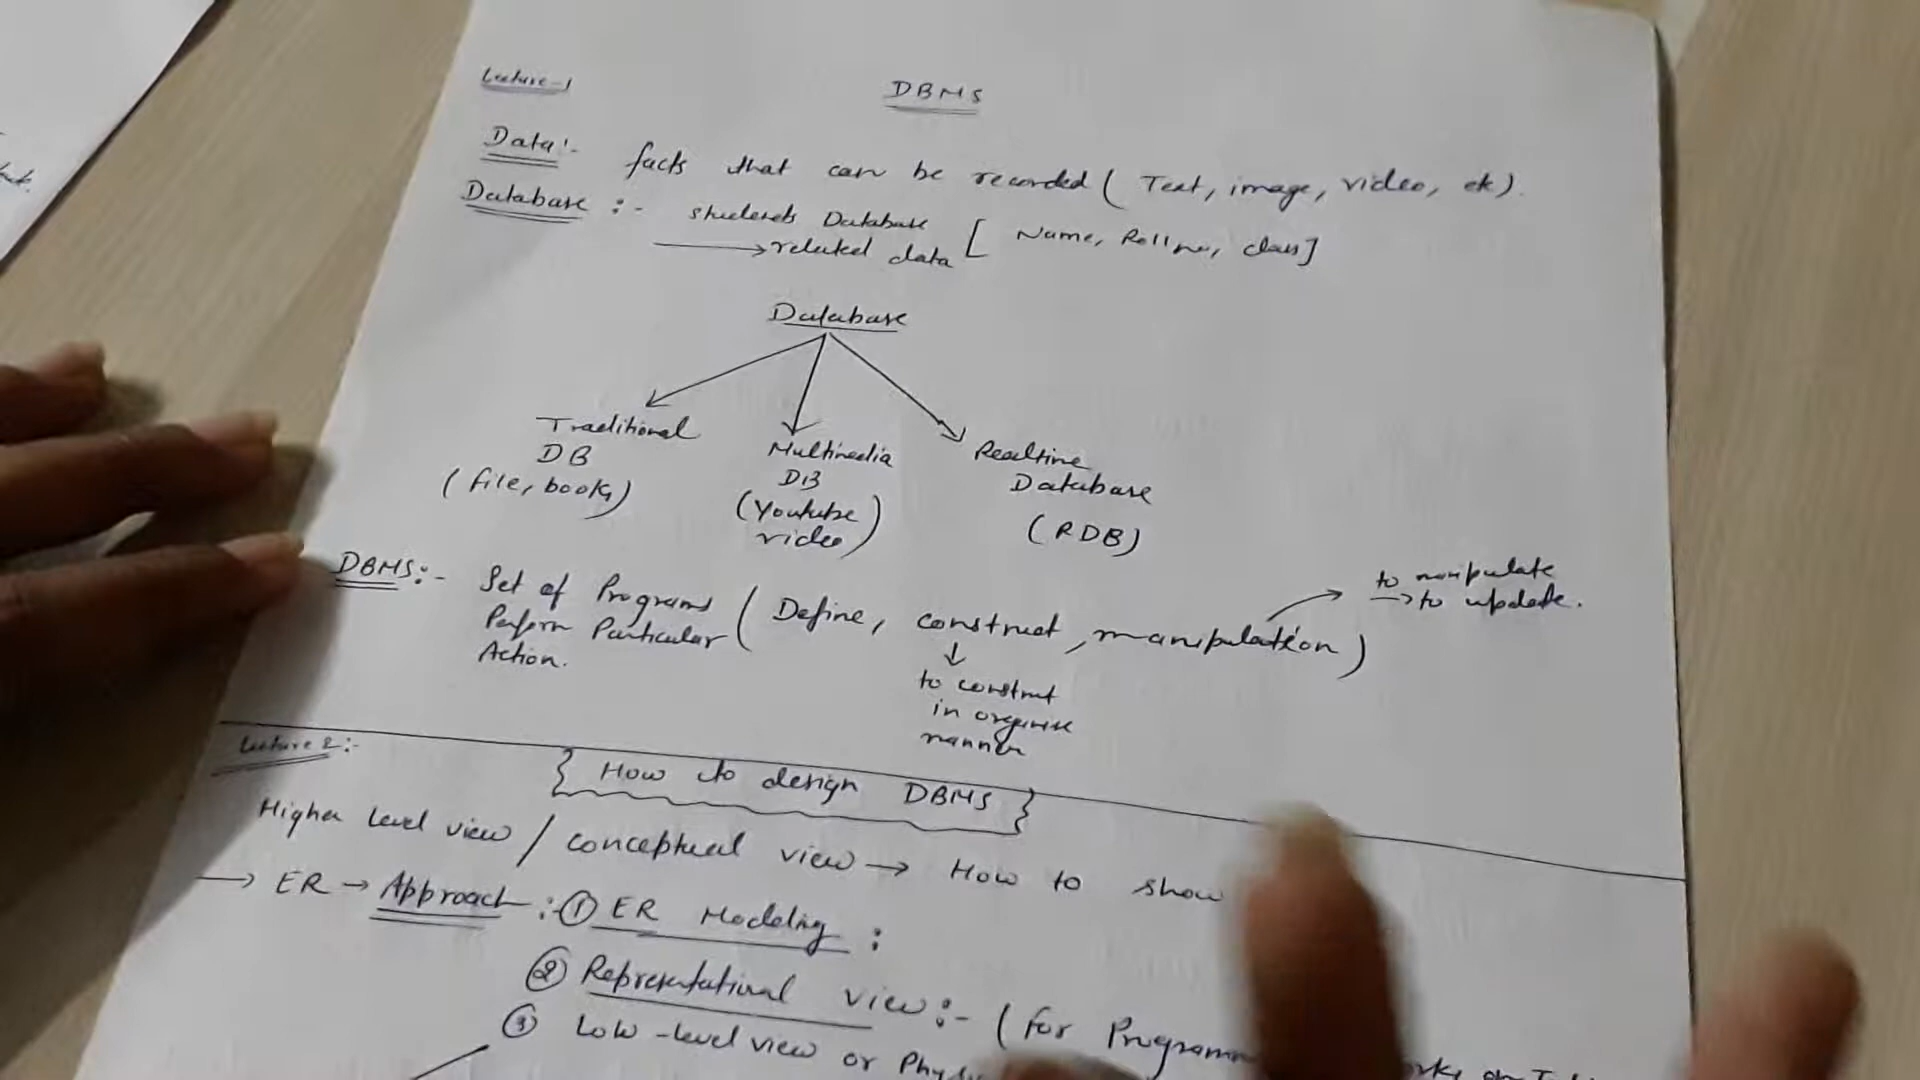 Lecture-1
DBMS
Data:- facts that can be recorded ( Text, image, video, etc).
Database :- students Database [ Name, Roll no, class]
→ related data
Database
Traditional DB (file, books)
Multimedia DB (Youtube video)
Realtime Database (RDB)
DBMS:- Set of Programs ( Define, construct, manipulation)
Perform Particular
Action.
to manipulate
→ to update.
to construct
in organise
manner
Lecture 2:-
{ How to design DBMS }
Higher Level view / conceptual view → How to show
→ ER → Approach :- ① ER Modeling :
② Representational view :- (for
③ Low-level view or